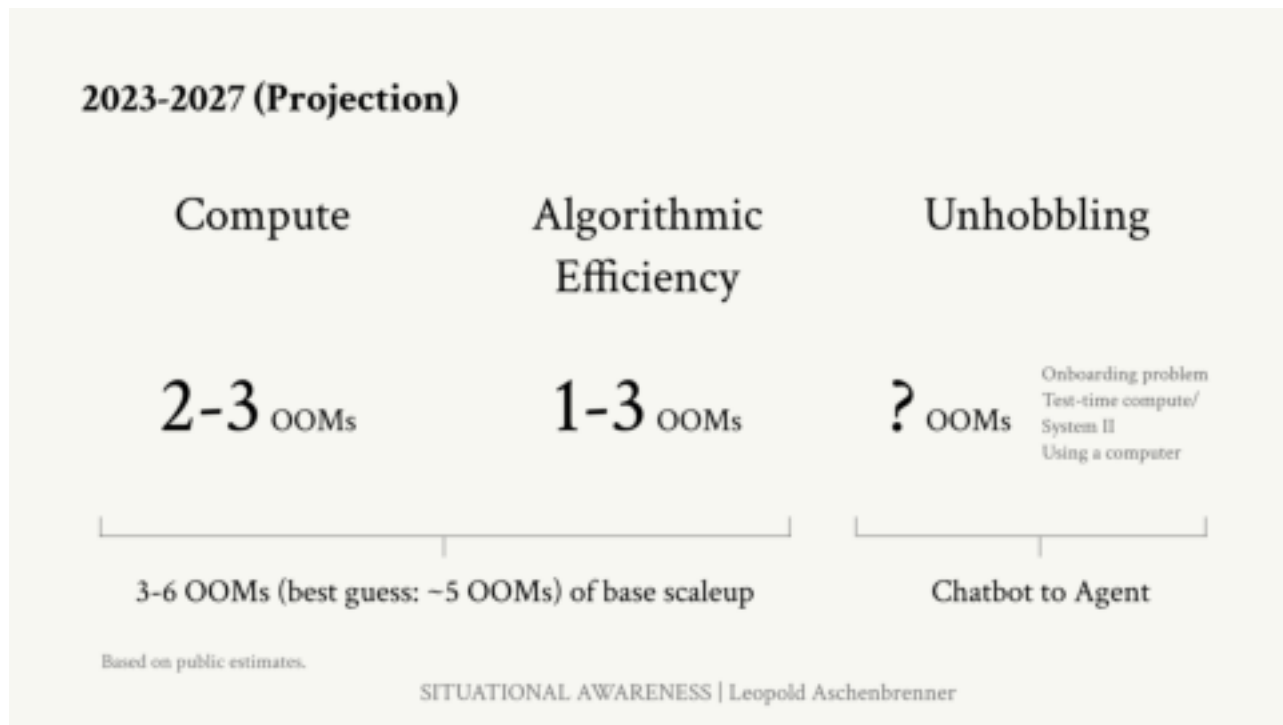 2023-2027 (Projection)
Compute
Algorithmic
Efficiency
Unhobbling
2-3 OOMs
1-3 OOMs
? OOMs
Onboarding problem
Test-time compute/
System II
Using a computer
3-6 OOMs (best guess: ~5 OOMs) of base scaleup
Chatbot to Agent
Based on public estimates.
SITUATIONAL AWARENESS | Leopold Aschenbrenner